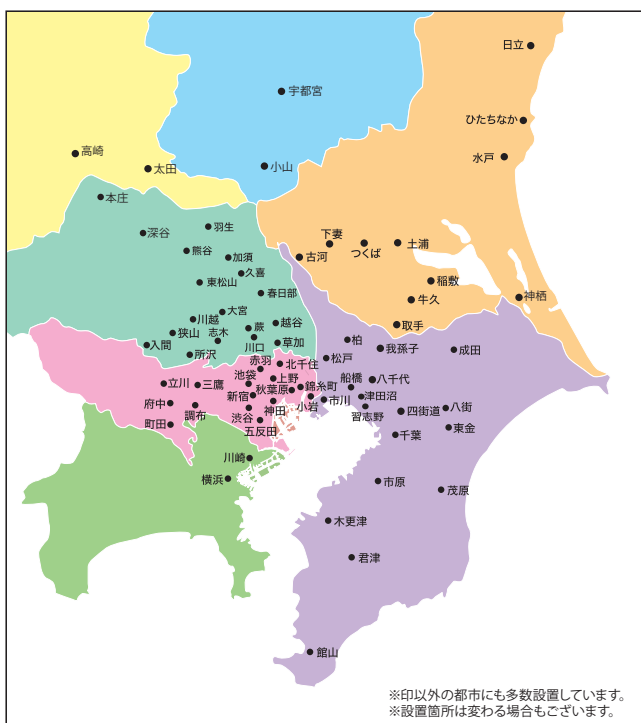 日立
宇都宮
ひたちなか
高崎
水戸
太田
小山
本庄
羽生
深谷
下妻
つくば
土浦
熊谷
加須
古河
久喜
東松山
稲敷
春日部
牛久
神栖
大宮
川越
越谷
取手
狭山
志木
蕨
川口
草加
入間
所沢
柏
我孫子
成田
赤羽
北千住
松戸
池袋
上野
立川
三鷹
秋葉原
錦糸町
船橋
八千代
新宿
神田
小岩
市川
津田沼
習志野
府中
調布
渋谷
五反田
四街道
八街
町田
東金
千葉
川崎
横浜
市原
茂原
木更津
君津
館山
※印以外の都市にも多数設置しています。
※設置箇所は変わる場合もございます。